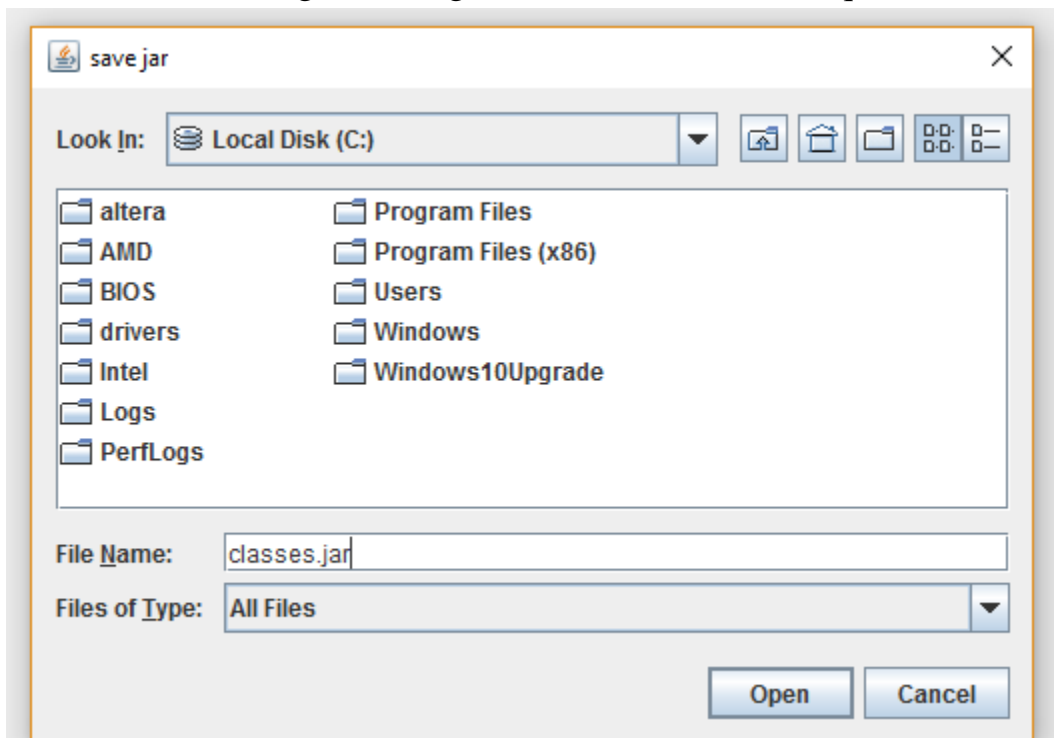 save jar
Look In: Local Disk (C:)
altera
AMD
BIOS
drivers
Intel
Logs
PerfLogs
Program Files
Program Files (x86)
Users
Windows
Windows10Upgrade
File Name: classes.jar
Files of Type: All Files
Open Cancel